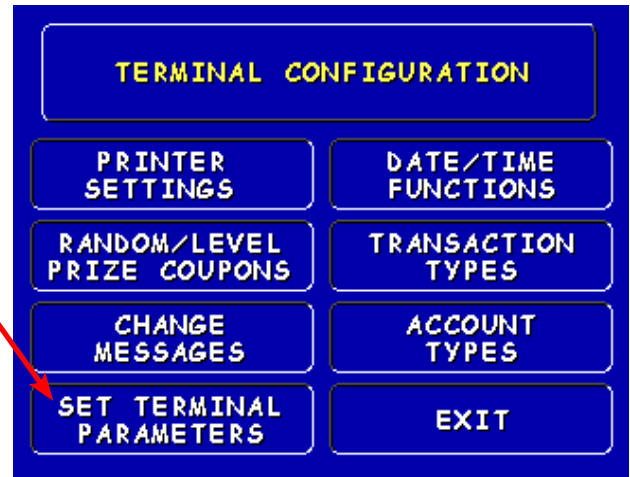 TERMINAL CONFIGURATION
PRINTER
SETTINGS
DATE/TIME
FUNCTIONS
RANDOM/LEVEL
PRIZE COUPONS
TRANSACTION
TYPES
CHANGE
MESSAGES
ACCOUNT
TYPES
SET TERMINAL
PARAMETERS
EXIT